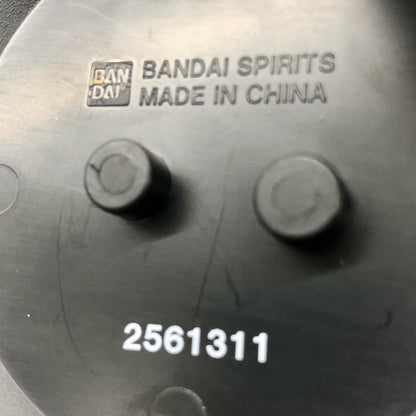 BAN
DAI
BANDAI SPIRITS
MADE IN CHINA
2561311